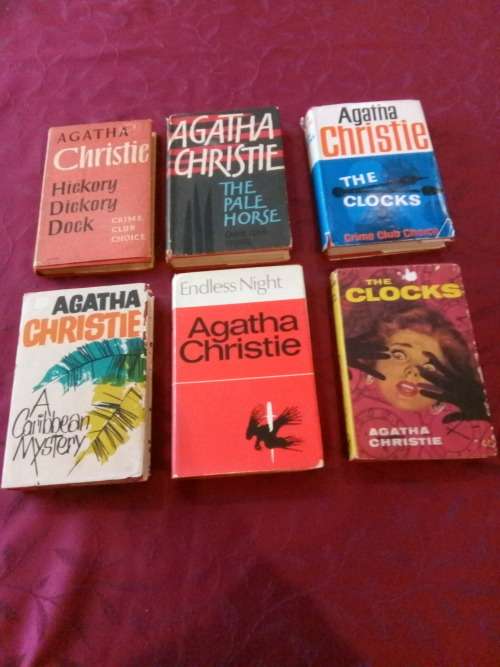 AGATHA
Christie
Hickory
Dickory
Dock
CRIME
CLUB
CHOICE
AGATHA
CHRISTIE
THE
PALE
HORSE
Agatha
Christie
THE
CLOCKS
Crime Club Choice
AGATHA
CHRISTIE
A
Caribbean
Mystery
Endless Night
Agatha
Christie
THE
CLOCKS
AGATHA
CHRISTIE